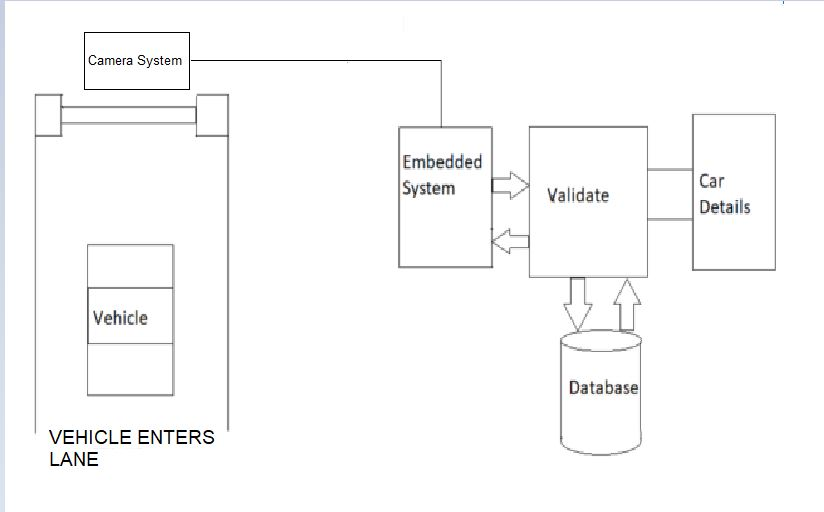 Camera System
Embedded
System
Validate
Car
Details
Vehicle
Database
VEHICLE ENTERS
LANE